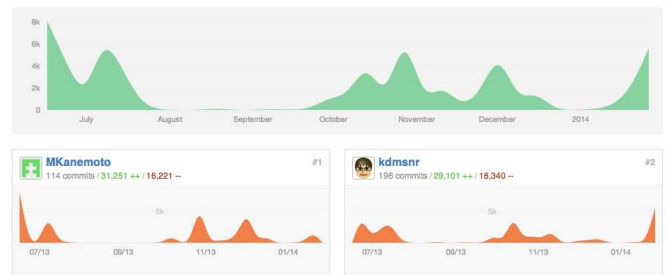 8k
6k
4k
2k
0
July August September October November December 2014
MKanemoto #1
114 commits / 31,251 ++ / 16,221 --
5k
07/13 09/13 11/13 01/14
kdmsnr #2
196 commits / 29,101 ++ / 18,340 --
5k
07/13 09/13 11/13 01/14